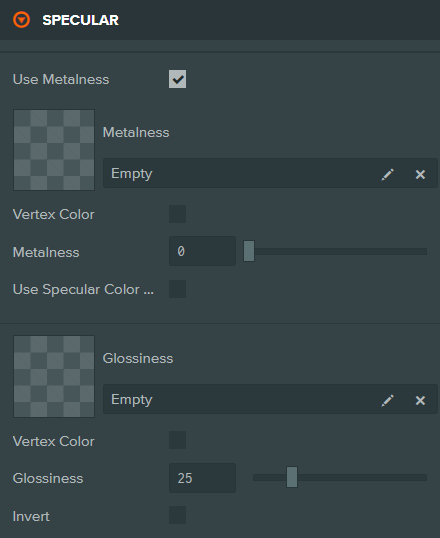 SPECULAR
Use Metalness
Metalness
Empty
Vertex Color
Metalness 0
Use Specular Color ...
Glossiness
Empty
Vertex Color
Glossiness 25
Invert